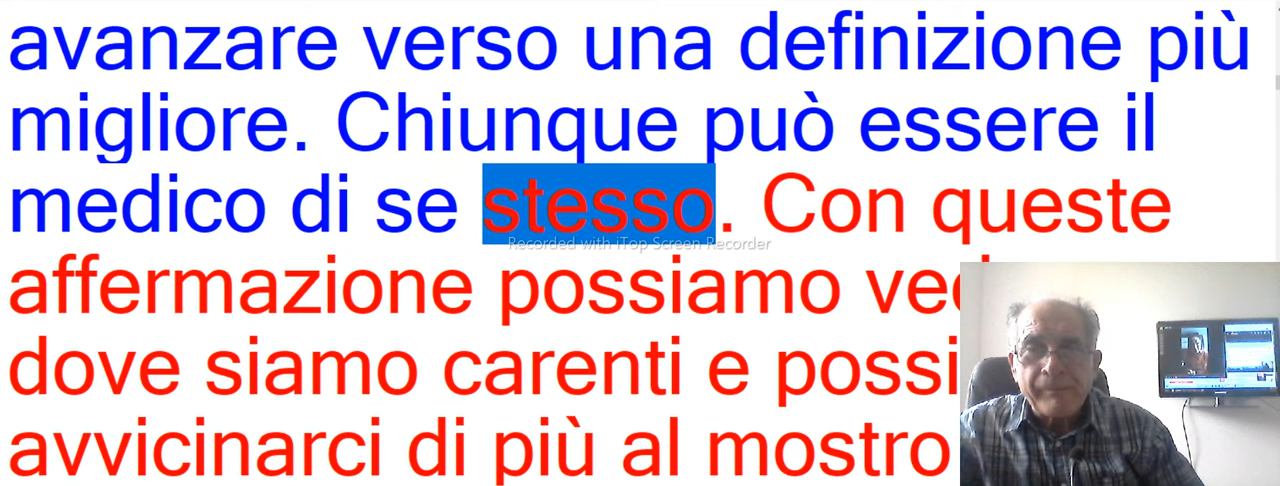 avanzare verso una definizione più
migliore. Chiunque può essere il
medico di se stesso. Con queste
Recorded with iTop Screen Recorder
affermazione possiamo
dove siamo carenti e
avvicinarci di più al mostro